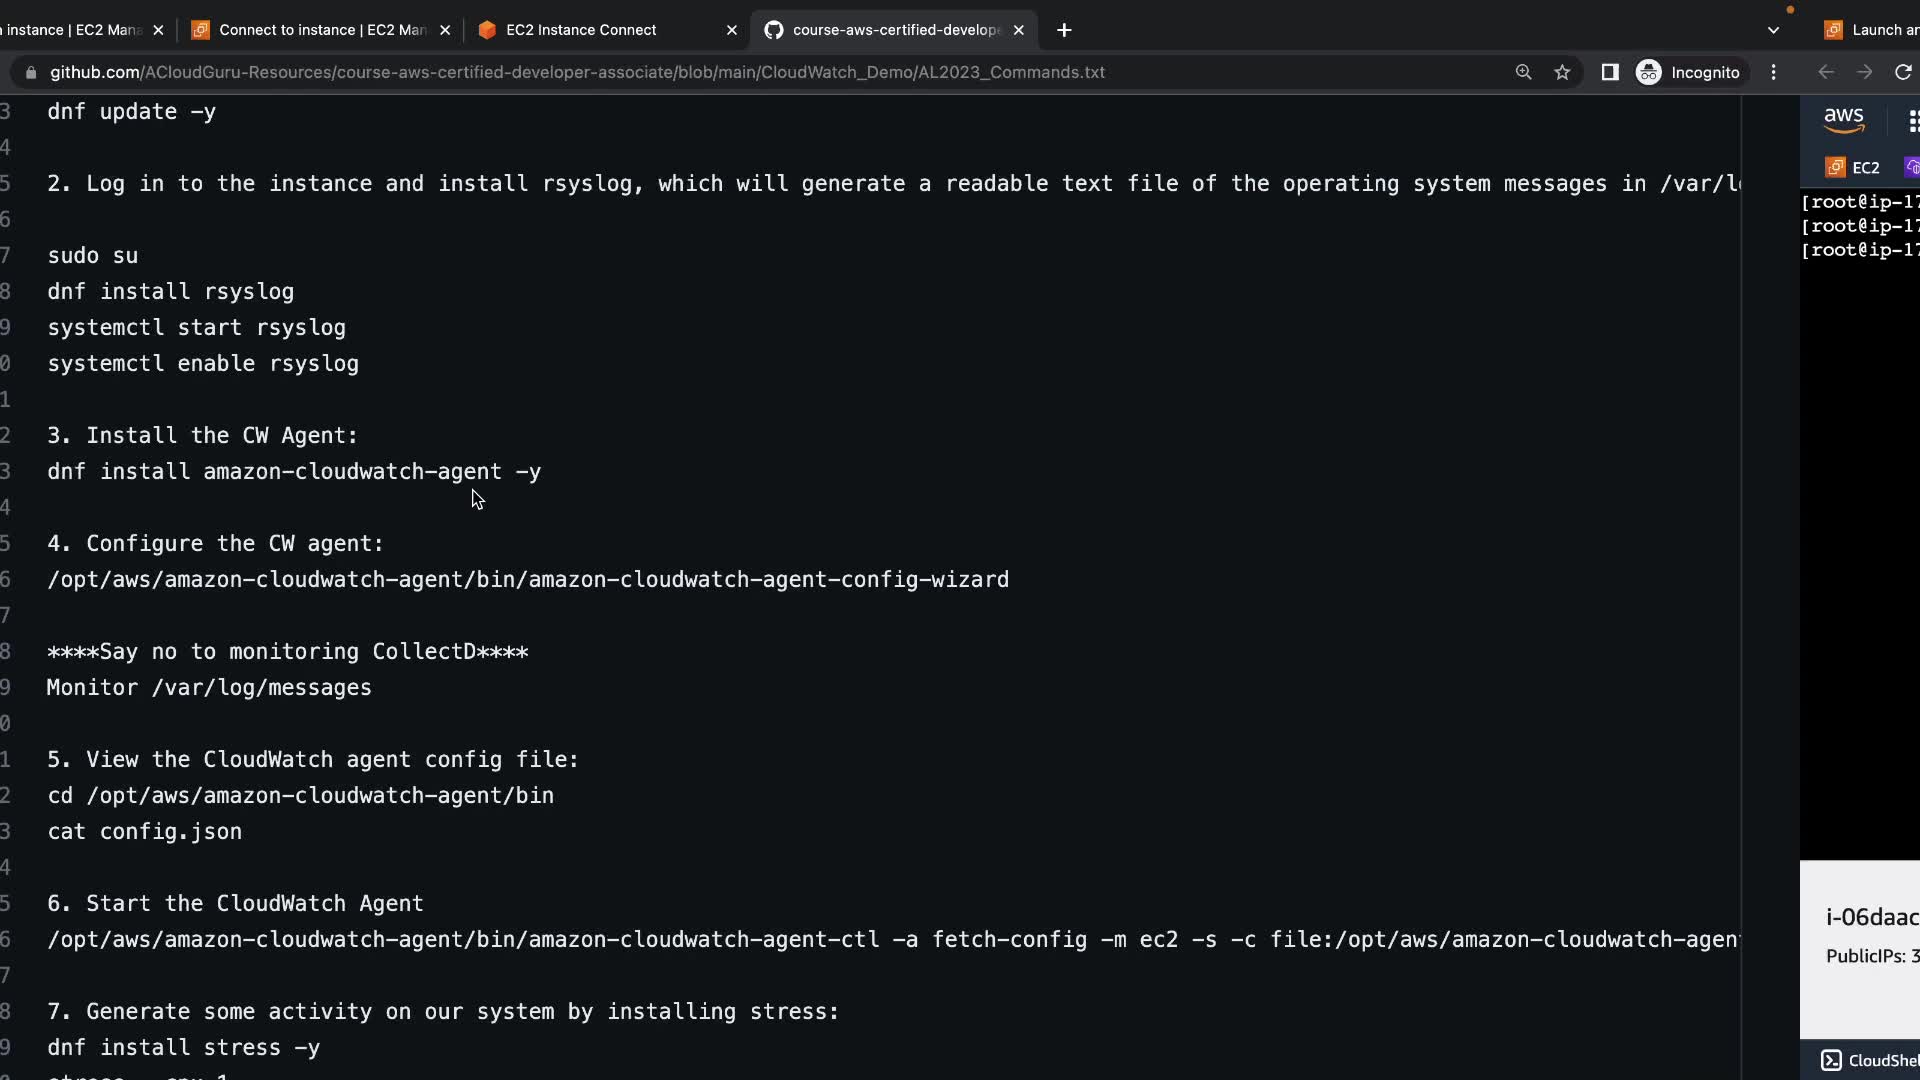 instance | EC2 Mana
Connect to instance | EC2 Man
EC2 Instance Connect
course-aws-certified-develope
Launch an
github.com/ACloudGuru-Resources/course-aws-certified-developer-associate/blob/main/CloudWatch_Demo/AL2023_Commands.txt
Incognito
3 dnf update -y
4
5 2. Log in to the instance and install rsyslog, which will generate a readable text file of the operating system messages in /var/l
6
7 sudo su
8 dnf install rsyslog
9 systemctl start rsyslog
0 systemctl enable rsyslog
1
2 3. Install the CW Agent:
3 dnf install amazon-cloudwatch-agent -y
4
5 4. Configure the CW agent:
6 /opt/aws/amazon-cloudwatch-agent/bin/amazon-cloudwatch-agent-config-wizard
7
8 ****Say no to monitoring CollectD****
9 Monitor /var/log/messages
0
1 5. View the CloudWatch agent config file:
2 cd /opt/aws/amazon-cloudwatch-agent/bin
3 cat config.json
4
5 6. Start the CloudWatch Agent
6 /opt/aws/amazon-cloudwatch-agent/bin/amazon-cloudwatch-agent-ctl -a fetch-config -m ec2 -s -c file:/opt/aws/amazon-cloudwatch-agen
7
8 7. Generate some activity on our system by installing stress:
9 dnf install stress -y
aws
EC2
[root@ip-17
[root@ip-17
[root@ip-17
i-06daac
PublicIPs: 3
CloudShel